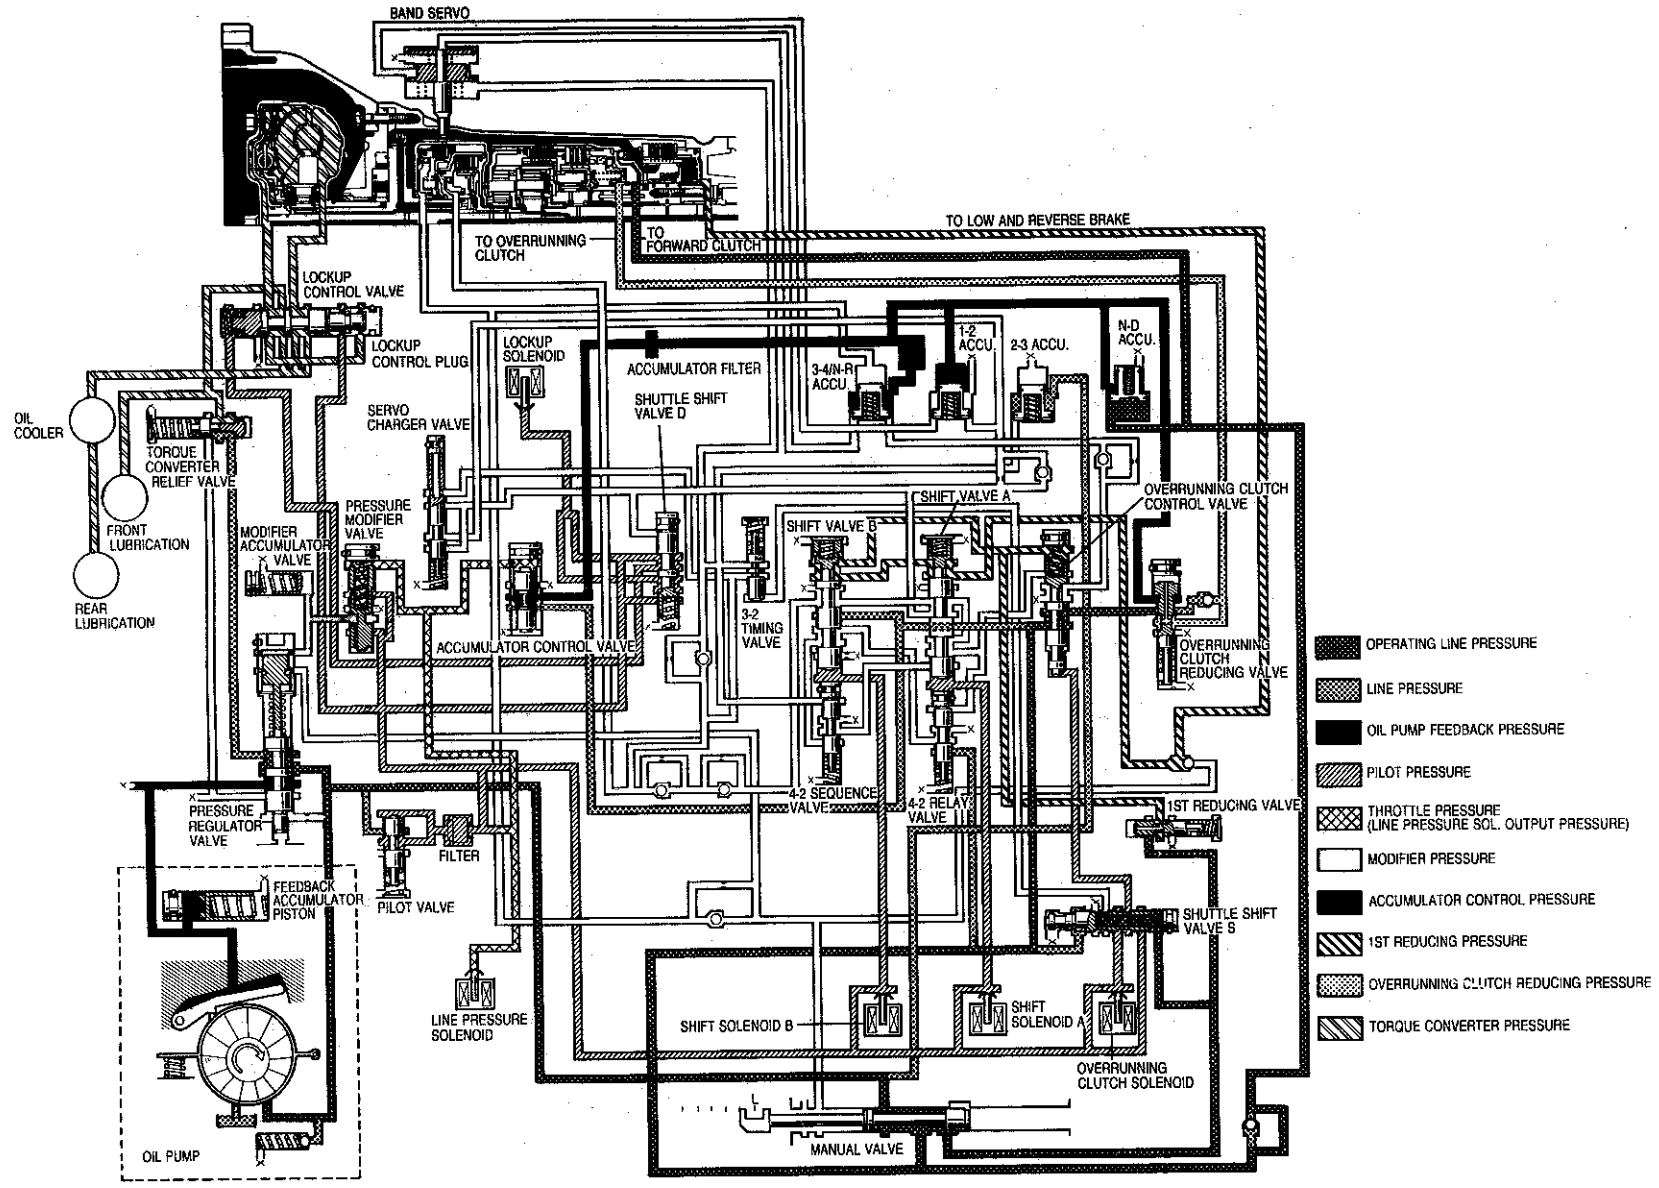 BAND SERVO
TO LOW AND REVERSE BRAKE
TO OVERRUNNING
CLUTCH
TO
FORWARD CLUTCH
LOCKUP
CONTROL VALVE
LOCKUP
CONTROL PLUG
LOCKUP
SOLENOID
ACCUMULATOR FILTER
SHUTTLE SHIFT
VALVE D
3-4/N-R
ACCU.
1-2
ACCU.
2-3 ACCU.
N-D
ACCU.
OIL
COOLER
SERVO
CHARGER VALVE
TORQUE
CONVERTER
RELIEF VALVE
FRONT
LUBRICATION
PRESSURE
MODIFIER
VALVE
MODIFIER
ACCUMULATOR
VALVE
REAR
LUBRICATION
SHIFT VALVE B
SHIFT VALVE A
OVERRUNNING CLUTCH
CONTROL VALVE
3-2
TIMING
VALVE
ACCUMULATOR CONTROL VALVE
OVERRUNNING
CLUTCH
REDUCING VALVE
4-2 SEQUENCE
VALVE
4-2 RELAY
VALVE
1ST REDUCING VALVE
PRESSURE
REGULATOR
VALVE
FILTER
PILOT VALVE
FEEDBACK
ACCUMULATOR
PISTON
SHUTTLE SHIFT
VALVE S
LINE PRESSURE
SOLENOID
SHIFT SOLENOID B
SHIFT
SOLENOID A
OVERRUNNING
CLUTCH SOLENOID
MANUAL VALVE
OIL PUMP
OPERATING LINE PRESSURE
LINE PRESSURE
OIL PUMP FEEDBACK PRESSURE
PILOT PRESSURE
THROTTLE PRESSURE
(LINE PRESSURE SOL. OUTPUT PRESSURE)
MODIFIER PRESSURE
ACCUMULATOR CONTROL PRESSURE
1ST REDUCING PRESSURE
OVERRUNNING CLUTCH REDUCING PRESSURE
TORQUE CONVERTER PRESSURE